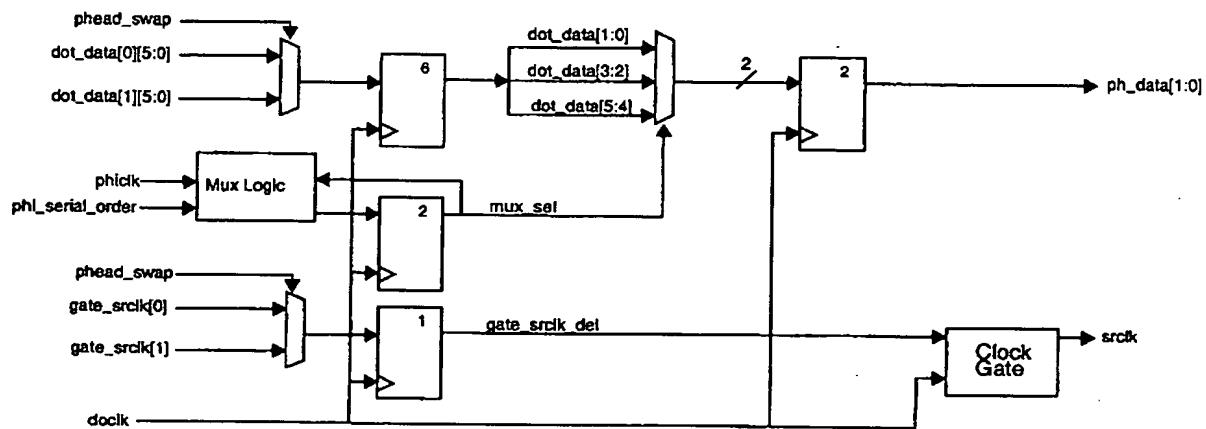 phead_swap
dot_data[0][5:0]
dot_data[1][5:0]
6
dot_data[1:0]
dot_data[3:2]
dot_data[5:4]
2
2
ph_data[1:0]
phiclk
phi_serial_order
Mux Logic
2
mux_sel
phead_swap
gate_srclk[0]
gate_srclk[1]
1
gate_srclk_del
Clock
Gate
srclk
doclk